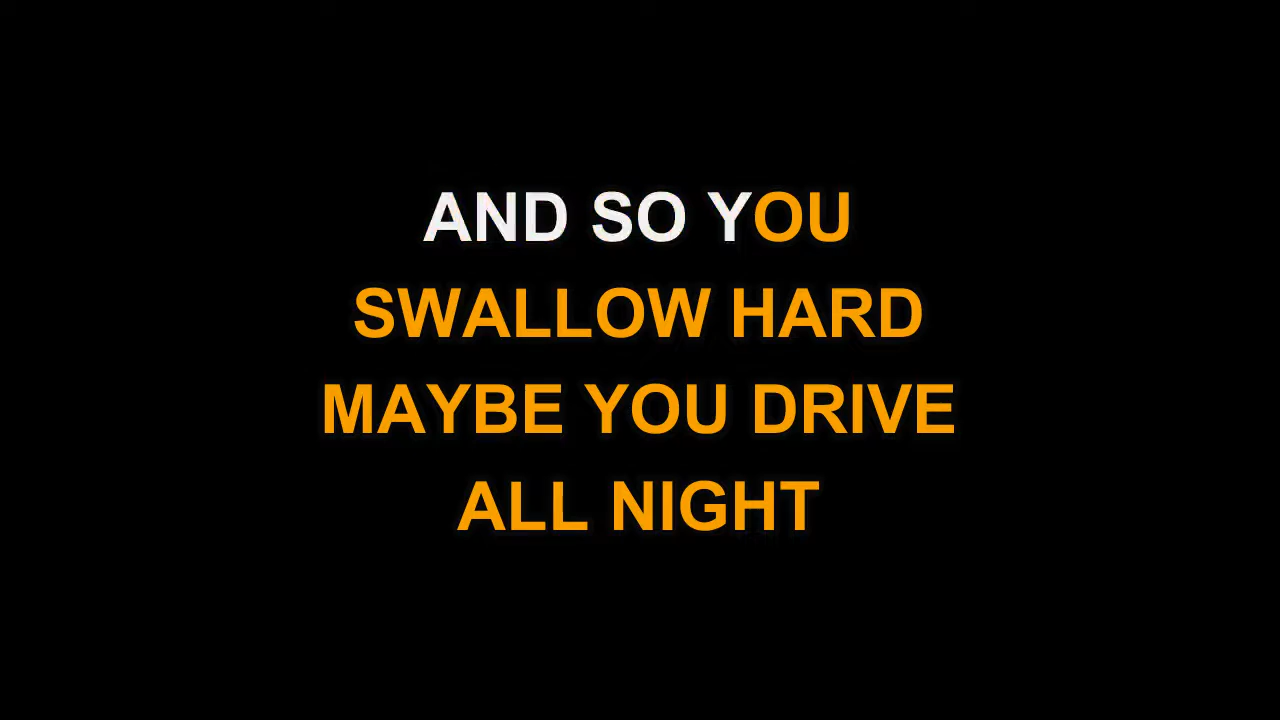 AND SO YOU
SWALLOW HARD
MAYBE YOU DRIVE
ALL NIGHT